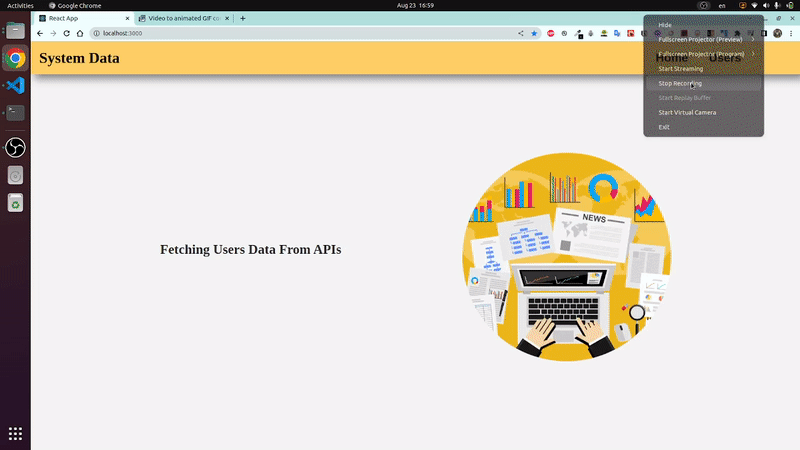 Activities
Google Chrome
Aug 23 16:59
en
React App
Video to animated GIF con
localhost:3000
System Data
Home
Users
Hide
Fullscreen Projector (Preview)
Fullscreen Projector (Program)
Start Streaming
Stop Recording
Start Replay Buffer
Start Virtual Camera
Exit
NEWS
Fetching Users Data From APIs